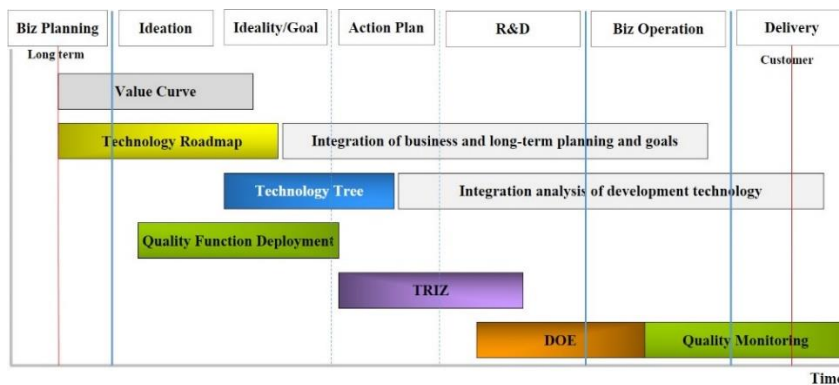 Biz Planning
Ideation
Ideality/Goal
Action Plan
R&D
Biz Operation
Delivery
Long term
Customer
Value Curve
Technology Roadmap
Integration of business and long-term planning and goals
Technology Tree
Integration analysis of development technology
Quality Function Deployment
TRIZ
DOE
Quality Monitoring
Time